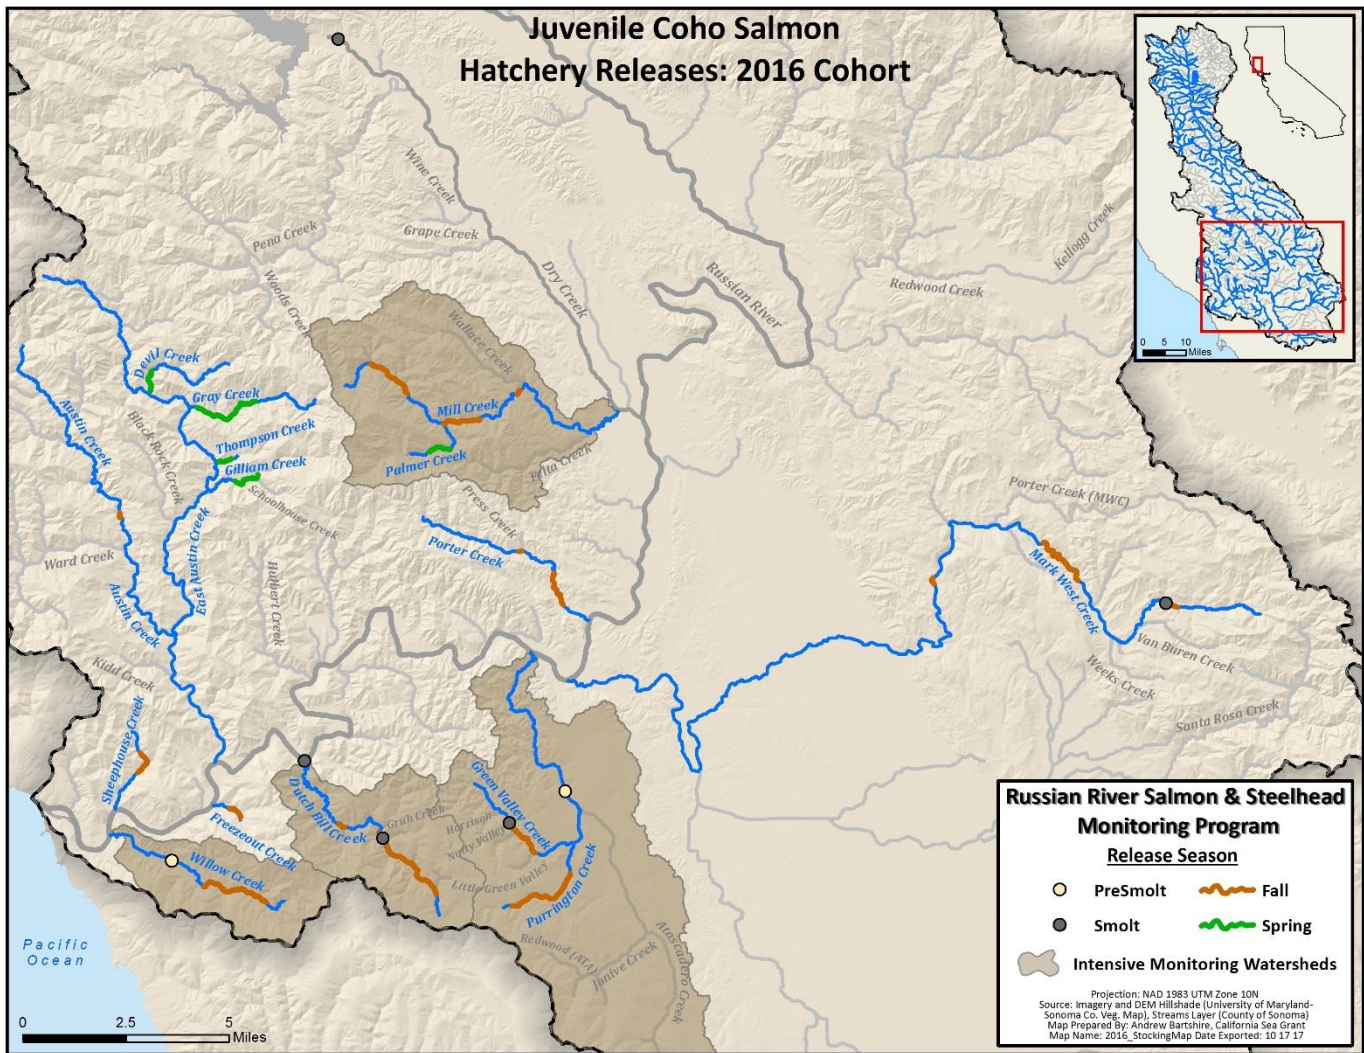 Juvenile Coho Salmon
Hatchery Releases: 2016 Cohort
0 5 10
Miles
Wine Creek
Grape Creek
Pena Creek
Woods Creek
Dry Creek
Russian River
Redwood Creek
Kellogg Creek
Wallace Creek
Devil Creek
Gray Creek
Mill Creek
Austin Creek
Black Rock Creek
Thompson Creek
Gilliam Creek
Schoolhouse Creek
Palmer Creek
Felta Creek
Press Creek
Porter Creek
Porter Creek (MWC)
Ward Creek
East Austin Creek
Hulbert Creek
Austin Creek
Mark West Creek
Van Buren Creek
Weeks Creek
Santa Rosa Creek
Kidd Creek
Sheephouse Creek
Freezeout Creek
Dutch Bill Creek
Grub Creek
Green Valley Creek
Harrison
Nutty Valley
Little Green Valley
Purrington Creek
Willow Creek
Redwood (ATA)
Jonive Creek
Atascadero Creek
Pacific
Ocean
0 2.5 5
Miles
Russian River Salmon & Steelhead
Monitoring Program
Release Season
PreSmolt Fall
Smolt Spring
Intensive Monitoring Watersheds
Projection: NAD 1983 UTM Zone 10N
Source: Imagery and DEM Hillshade (University of Maryland-
Sonoma Co. Veg. Map), Streams Layer (County of Sonoma)
Map Prepared By: Andrew Bartshire, California Sea Grant
Map Name: 2016_StockingMap Date Exported: 10 17 17